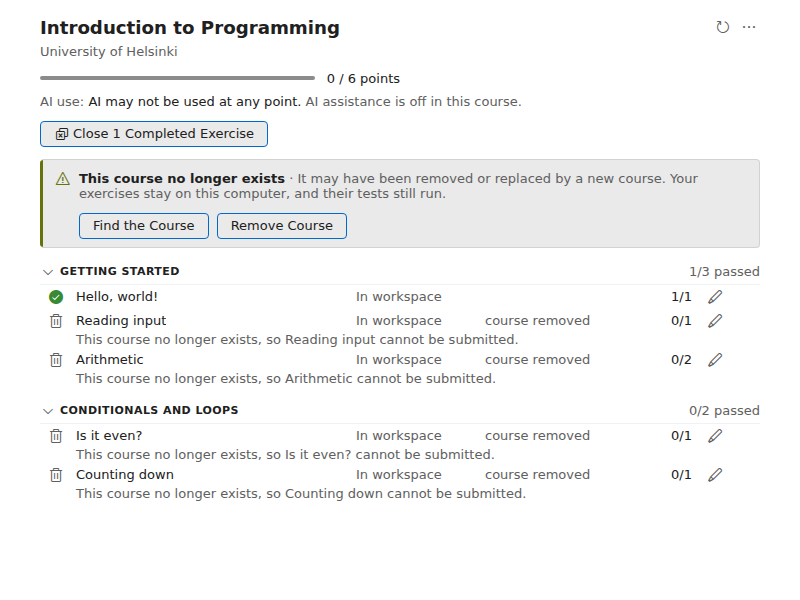 Introduction to Programming
University of Helsinki
0 / 6 points
AI use: AI may not be used at any point. AI assistance is off in this course.
Close 1 Completed Exercise
This course no longer exists · It may have been removed or replaced by a new course. Your
exercises stay on this computer, and their tests still run.
Find the Course Remove Course
GETTING STARTED 1/3 passed
Hello, world! In workspace 1/1
Reading input In workspace course removed 0/1
This course no longer exists, so Reading input cannot be submitted.
Arithmetic In workspace course removed 0/2
This course no longer exists, so Arithmetic cannot be submitted.
CONDITIONALS AND LOOPS 0/2 passed
Is it even? In workspace course removed 0/1
This course no longer exists, so Is it even? cannot be submitted.
Counting down In workspace course removed 0/1
This course no longer exists, so Counting down cannot be submitted.